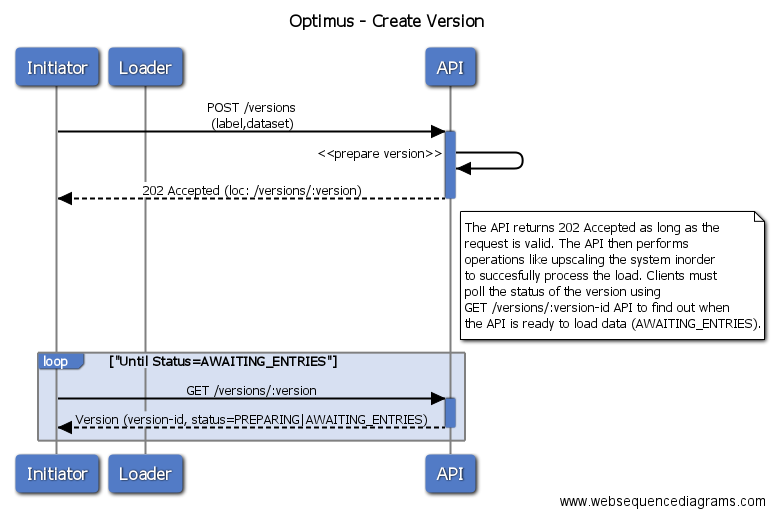 Optimus - Create Version
Initiator
Loader
API
POST /versions
(label,dataset)
<<prepare version>>
202 Accepted (loc: /versions/:version)
The API returns 202 Accepted as long as the
request is valid. The API then performs
operations like upscaling the system inorder
to succesfully process the load. Clients must
poll the status of the version using
GET /versions/:version-id API to find out when
the API is ready to load data (AWAITING_ENTRIES).
loop
["Until Status=AWAITING_ENTRIES"]
GET /versions/:version
Version (version-id, status=PREPARING|AWAITING_ENTRIES)
Initiator
Loader
API
www.websequencediagrams.com